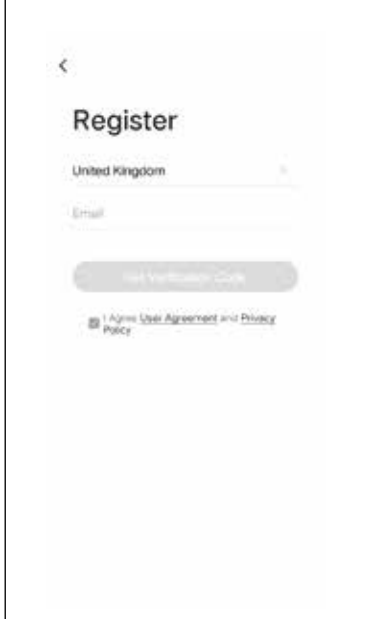 Register
United Kingdom
Email
Get Verification Code
I Agree User Agreement and Privacy
Policy